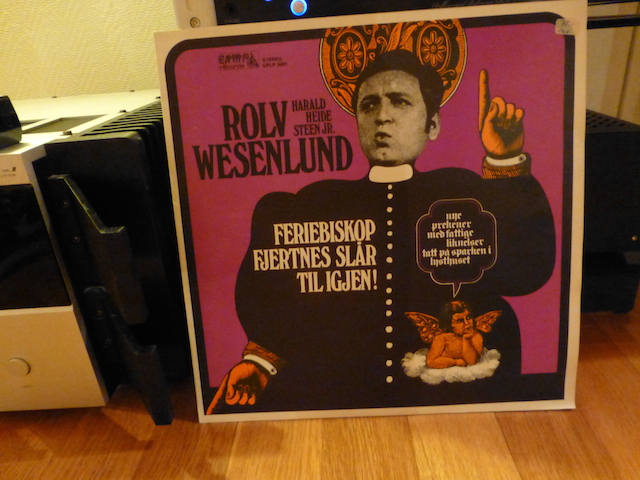 STEREO
ROLV
HARALD
HEIDE
STEEN JR.
WESENLUND
FERIEBISKOP
FJERTNES SLÅR
TIL IGJEN!
nye
prekener
med fattige
liknelser
tatt på sparken i
lysthuset